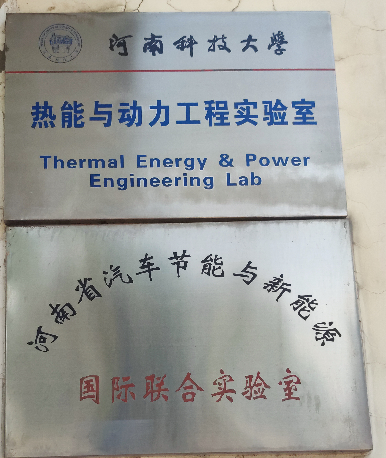 河南科技大學
热能与动力工程实验室
Thermal Energy & Power
Engineering Lab
河南省汽车节能与新能源
国际联合实验室